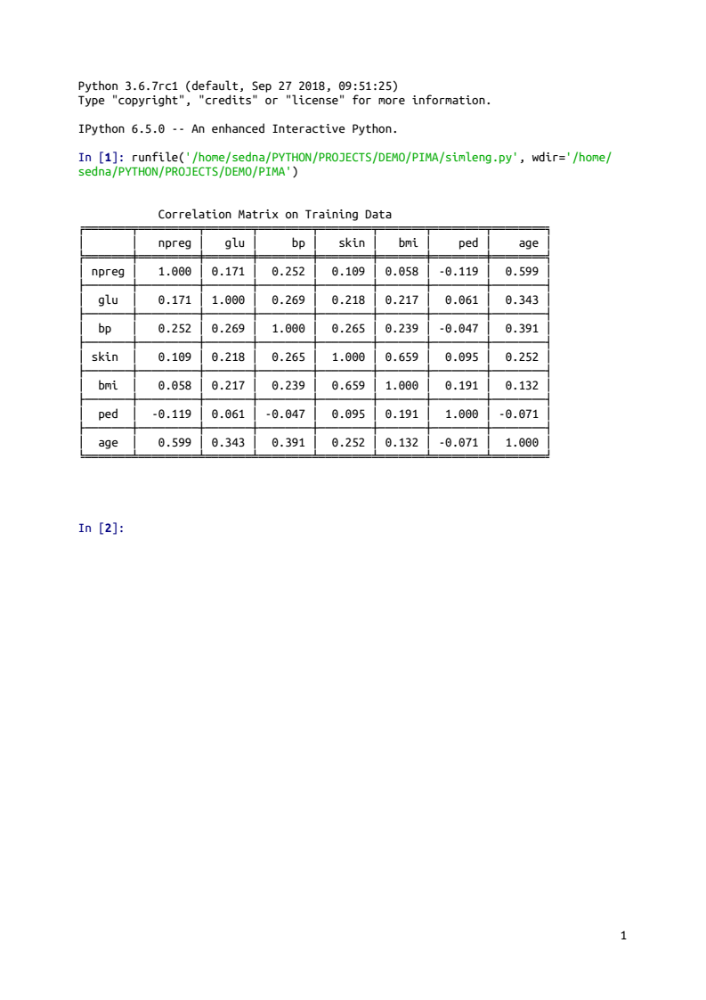 Python 3.6.7rc1 (default, Sep 27 2018, 09:51:25)
Type "copyright", "credits" or "license" for more information.
IPython 6.5.0 -- An enhanced Interactive Python.
In [1]: runfile('/home/sedna/PYTHON/PROJECTS/DEMO/PIMA/simleng.py', wdir='/home/
sedna/PYTHON/PROJECTS/DEMO/PIMA')
Correlation Matrix on Training Data
npreg glu bp skin bmi ped age
npreg 1.000 0.171 0.252 0.109 0.058 -0.119 0.599
glu 0.171 1.000 0.269 0.218 0.217 0.061 0.343
bp 0.252 0.269 1.000 0.265 0.239 -0.047 0.391
skin 0.109 0.218 0.265 1.000 0.659 0.095 0.252
bmi 0.058 0.217 0.239 0.659 1.000 0.191 0.132
ped -0.119 0.061 -0.047 0.095 0.191 1.000 -0.071
age 0.599 0.343 0.391 0.252 0.132 -0.071 1.000
In [2]:
1